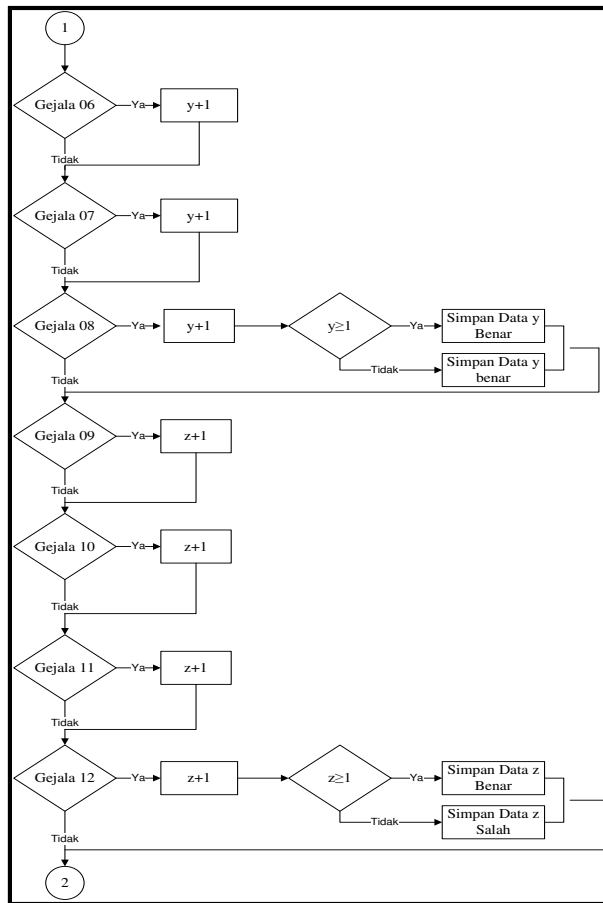 1
Gejala 06
Ya
y+1
Tidak
Gejala 07
Ya
y+1
Tidak
Gejala 08
Ya
y+1
y≥1
Ya
Simpan Data y
Benar
Tidak
Simpan Data y
benar
Tidak
Gejala 09
Ya
z+1
Tidak
Gejala 10
Ya
z+1
Tidak
Gejala 11
Ya
z+1
Tidak
Gejala 12
Ya
z+1
z≥1
Ya
Simpan Data z
Benar
Tidak
Simpan Data z
Salah
Tidak
2